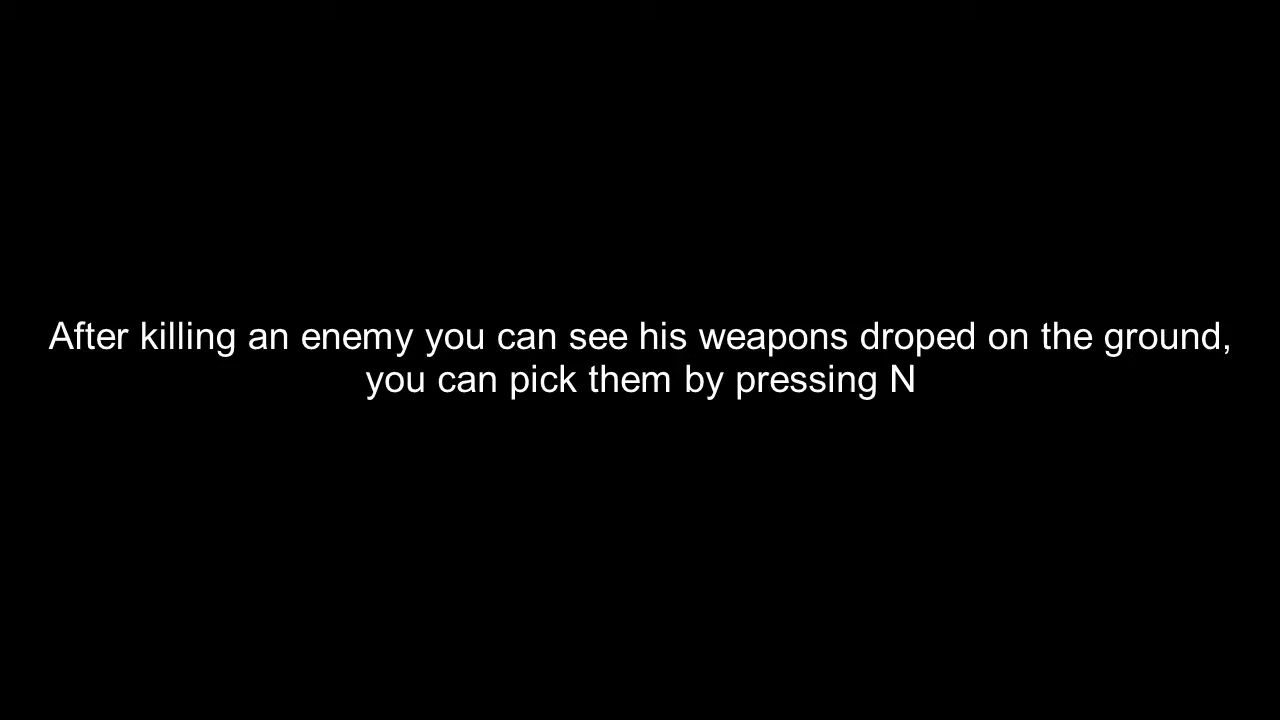 After killing an enemy you can see his weapons droped on the ground,
you can pick them by pressing N